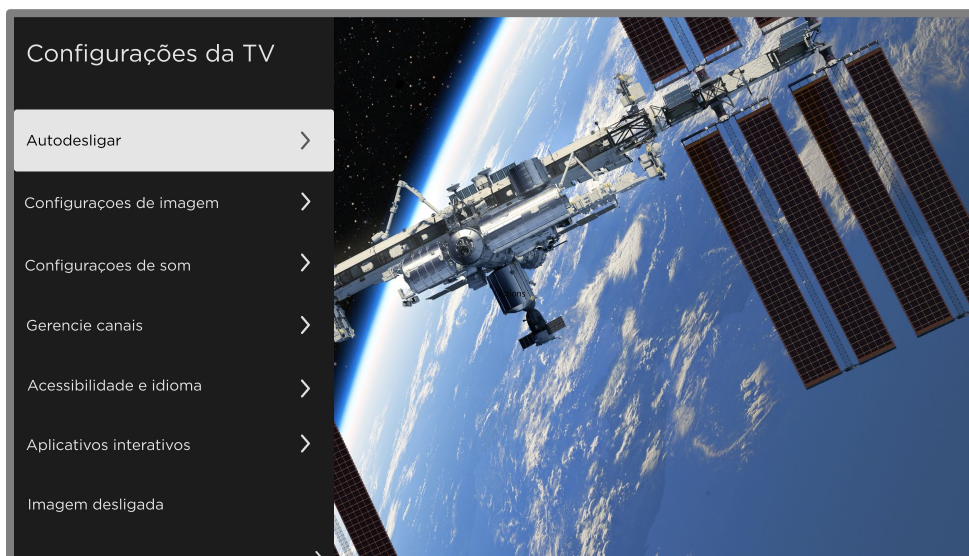 Configurações da TV
Autodesligar
Configuraçoes de imagem
Configuraçoes de som
Gerencie canais
Acessibilidade e idioma
Aplicativos interativos
Imagem desligada